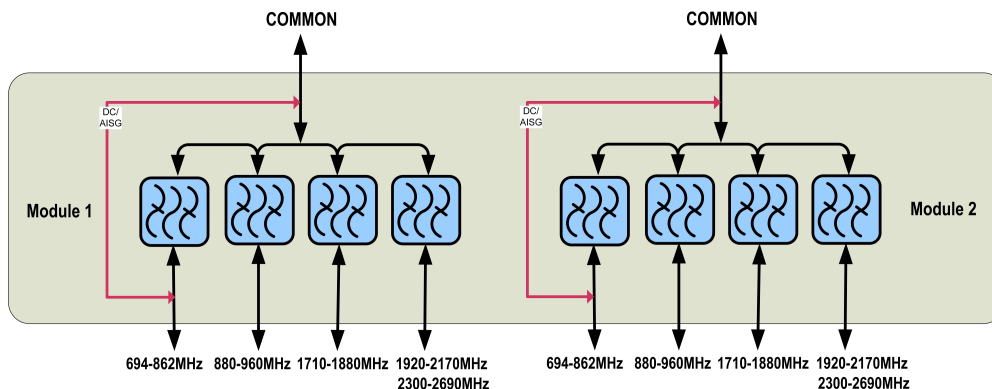 COMMON
COMMON
DC/
AISG
DC/
AISG
Module 1
Module 2
694-862MHz
880-960MHz
1710-1880MHz
1920-2170MHz
2300-2690MHz
694-862MHz
880-960MHz
1710-1880MHz
1920-2170MHz
2300-2690MHz